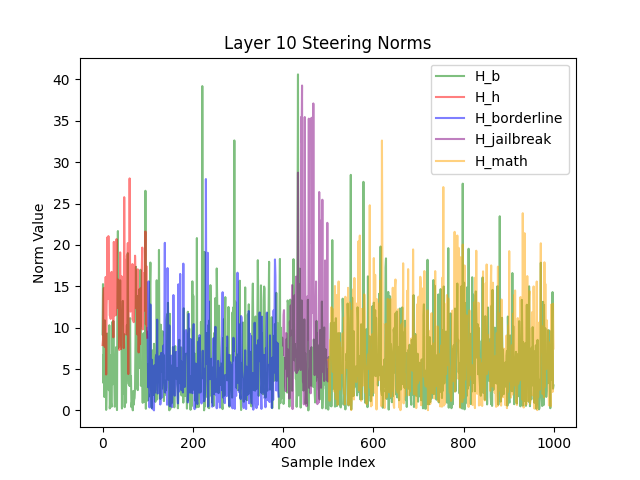 Layer 10 Steering Norms
Norm Value
40
35
30
25
20
15
10
5
0
H_b
H_h
H_borderline
H_jailbreak
H_math
0
200
400
600
800
1000
Sample Index